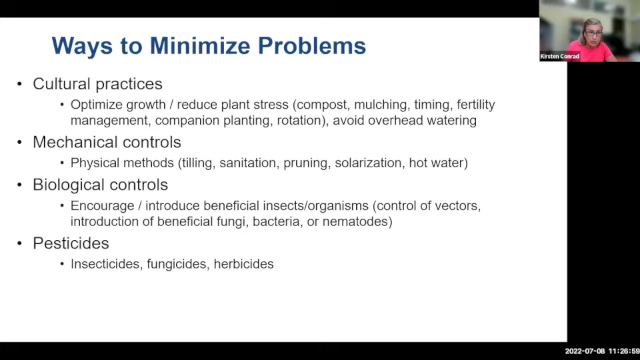 Ways to Minimize Problems
Kirsten Conrad
• Cultural practices
• Optimize growth / reduce plant stress (compost, mulching, timing, fertility
management, companion planting, rotation), avoid overhead watering
• Mechanical controls
• Physical methods (tilling, sanitation, pruning, solarization, hot water)
• Biological controls
• Encourage / introduce beneficial insects/organisms (control of vectors,
introduction of beneficial fungi, bacteria, or nematodes)
• Pesticides
• Insecticides, fungicides, herbicides
2022-07-08 11:26:59